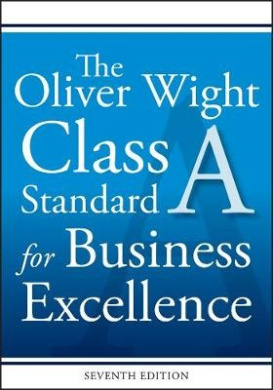 The
Oliver Wight
Class A
Standard
for Business
Excellence
SEVENTH EDITION